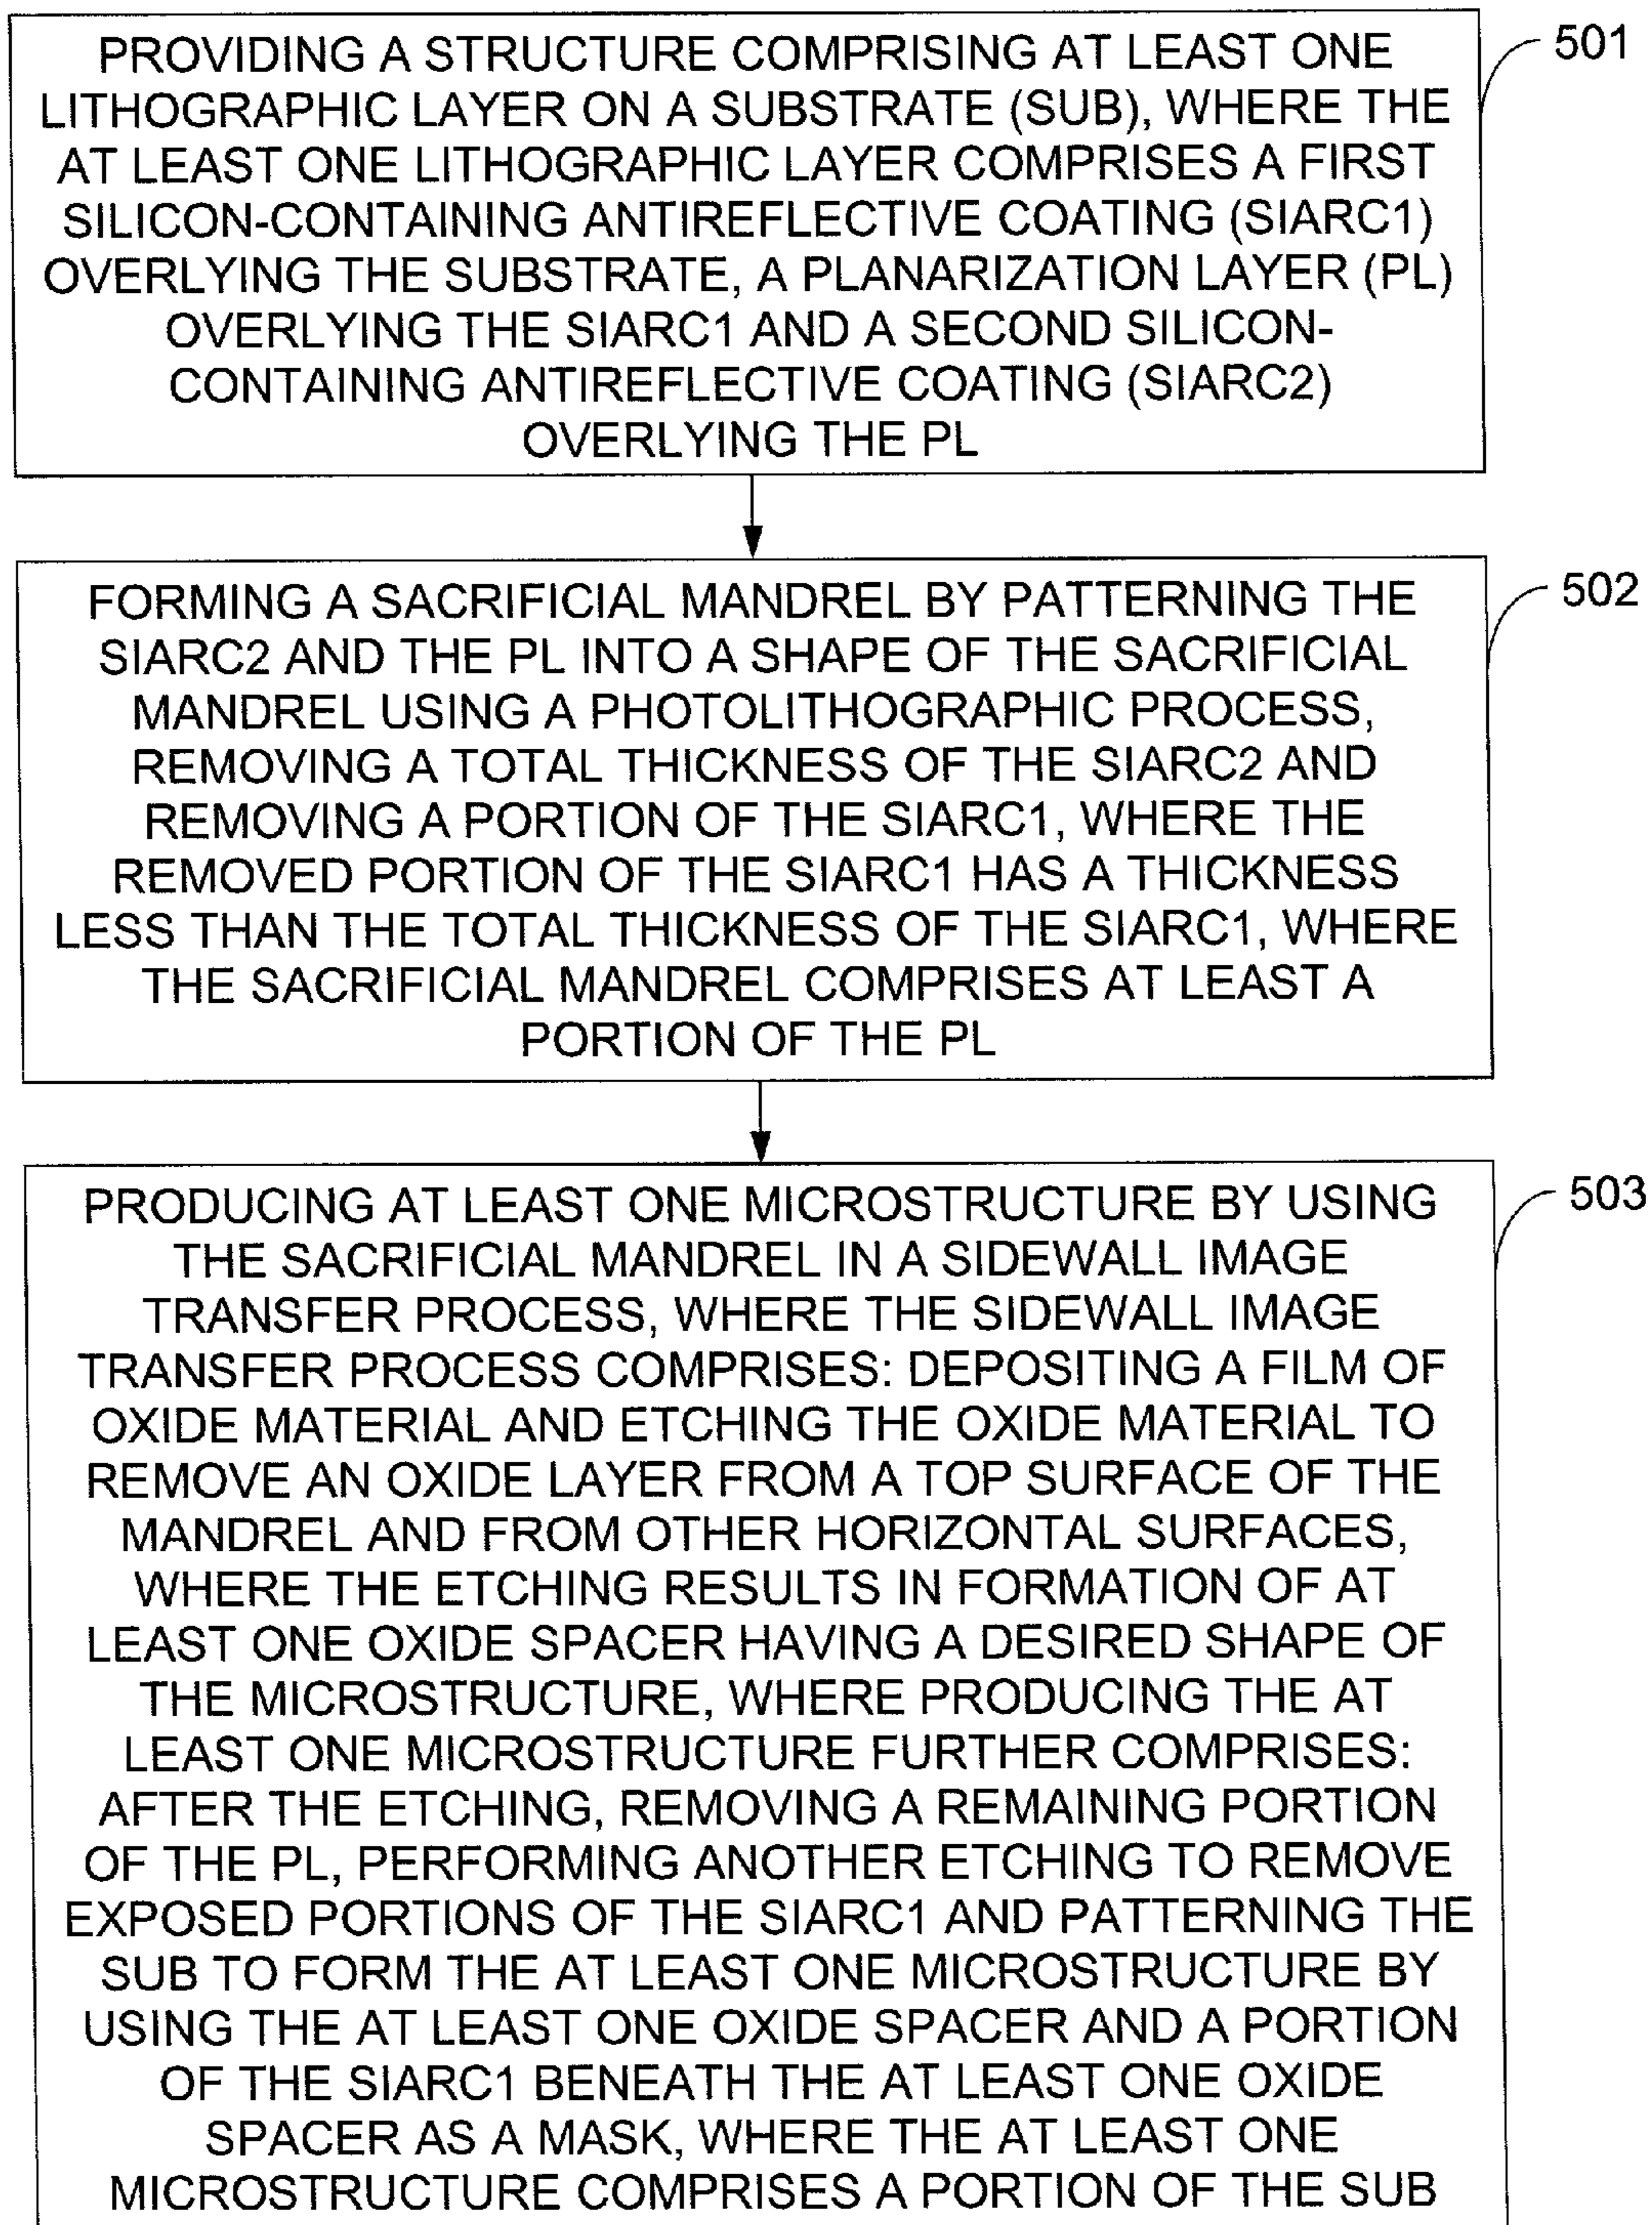 PROVIDING A STRUCTURE COMPRISING AT LEAST ONE
LITHOGRAPHIC LAYER ON A SUBSTRATE (SUB), WHERE THE
AT LEAST ONE LITHOGRAPHIC LAYER COMPRISES A FIRST
SILICON-CONTAINING ANTIREFLECTIVE COATING (SIARC1)
OVERLYING THE SUBSTRATE, A PLANARIZATION LAYER (PL)
OVERLYING THE SIARC1 AND A SECOND SILICON-
CONTAINING ANTIREFLECTIVE COATING (SIARC2)
OVERLYING THE PL
501
FORMING A SACRIFICIAL MANDREL BY PATTERNING THE
SIARC2 AND THE PL INTO A SHAPE OF THE SACRIFICIAL
MANDREL USING A PHOTOLITHOGRAPHIC PROCESS,
REMOVING A TOTAL THICKNESS OF THE SIARC2 AND
REMOVING A PORTION OF THE SIARC1, WHERE THE
REMOVED PORTION OF THE SIARC1 HAS A THICKNESS
LESS THAN THE TOTAL THICKNESS OF THE SIARC1, WHERE
THE SACRIFICIAL MANDREL COMPRISES AT LEAST A
PORTION OF THE PL
502
PRODUCING AT LEAST ONE MICROSTRUCTURE BY USING
THE SACRIFICIAL MANDREL IN A SIDEWALL IMAGE
TRANSFER PROCESS, WHERE THE SIDEWALL IMAGE
TRANSFER PROCESS COMPRISES: DEPOSITING A FILM OF
OXIDE MATERIAL AND ETCHING THE OXIDE MATERIAL TO
REMOVE AN OXIDE LAYER FROM A TOP SURFACE OF THE
MANDREL AND FROM OTHER HORIZONTAL SURFACES,
WHERE THE ETCHING RESULTS IN FORMATION OF AT
LEAST ONE OXIDE SPACER HAVING A DESIRED SHAPE OF
THE MICROSTRUCTURE, WHERE PRODUCING THE AT
LEAST ONE MICROSTRUCTURE FURTHER COMPRISES:
AFTER THE ETCHING, REMOVING A REMAINING PORTION
OF THE PL, PERFORMING ANOTHER ETCHING TO REMOVE
EXPOSED PORTIONS OF THE SIARC1 AND PATTERNING THE
SUB TO FORM THE AT LEAST ONE MICROSTRUCTURE BY
USING THE AT LEAST ONE OXIDE SPACER AND A PORTION
OF THE SIARC1 BENEATH THE AT LEAST ONE OXIDE
SPACER AS A MASK, WHERE THE AT LEAST ONE
MICROSTRUCTURE COMPRISES A PORTION OF THE SUB
503